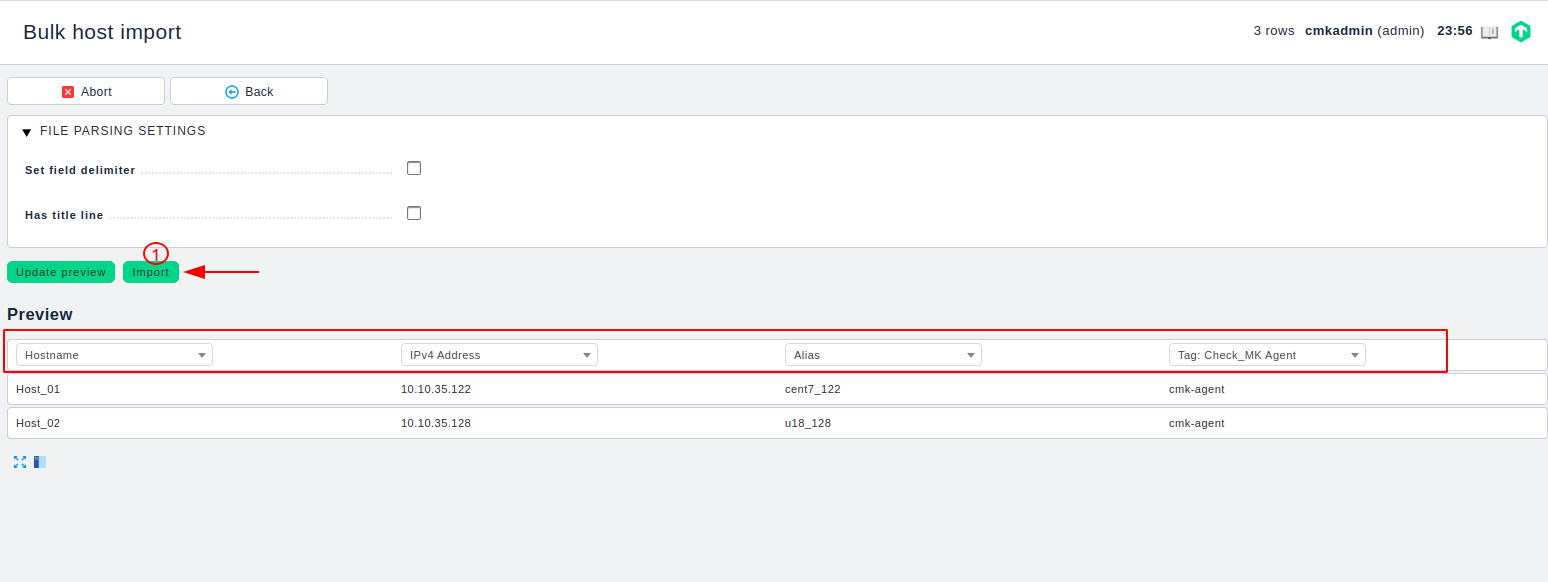 Bulk host import
3 rows cmkadmin (admin) 23:56
Abort
Back
FILE PARSING SETTINGS
Set field delimiter
Has title line
1
Update preview
Import
Preview
Hostname IPv4 Address Alias Tag: Check_MK Agent
Host_01 10.10.35.122 cent7_122 cmk-agent
Host_02 10.10.35.128 u18_128 cmk-agent